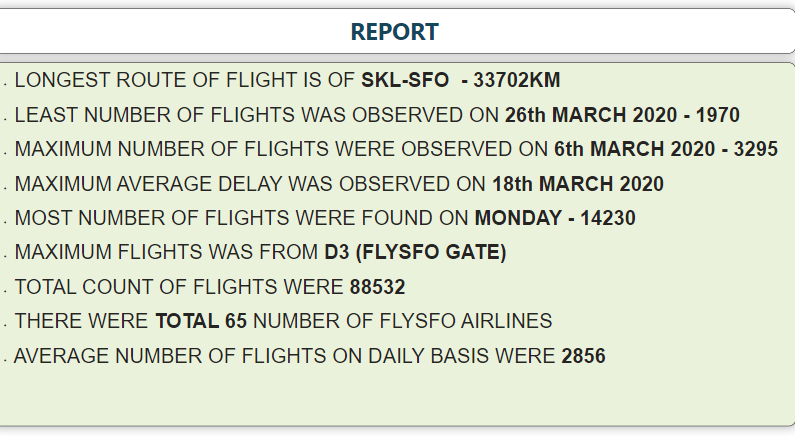 REPORT
. LONGEST ROUTE OF FLIGHT IS OF SKL-SFO - 33702KM
. LEAST NUMBER OF FLIGHTS WAS OBSERVED ON 26th MARCH 2020 - 1970
. MAXIMUM NUMBER OF FLIGHTS WERE OBSERVED ON 6th MARCH 2020 - 3295
. MAXIMUM AVERAGE DELAY WAS OBSERVED ON 18th MARCH 2020
. MOST NUMBER OF FLIGHTS WERE FOUND ON MONDAY - 14230
. MAXIMUM FLIGHTS WAS FROM D3 (FLYSFO GATE)
. TOTAL COUNT OF FLIGHTS WERE 88532
. THERE WERE TOTAL 65 NUMBER OF FLYSFO AIRLINES
. AVERAGE NUMBER OF FLIGHTS ON DAILY BASIS WERE 2856